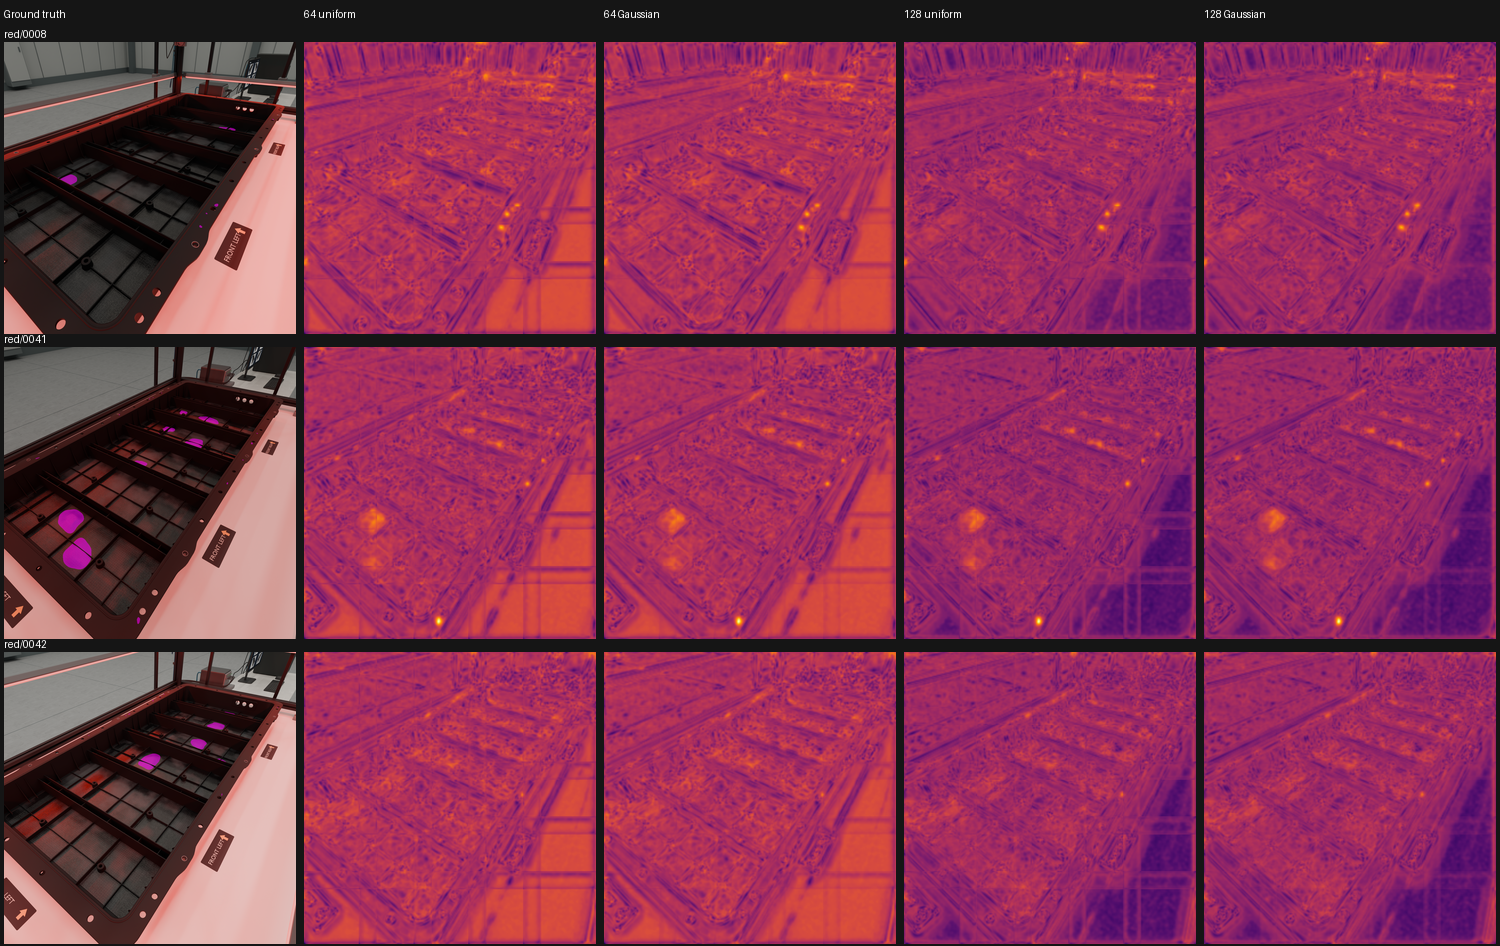 Ground truth
64 uniform
64 Gaussian
128 uniform
128 Gaussian
red/0008
FRONT LEFT
red/0041
FRONT LEFT
red/0042
FRONT LEFT
LEFT